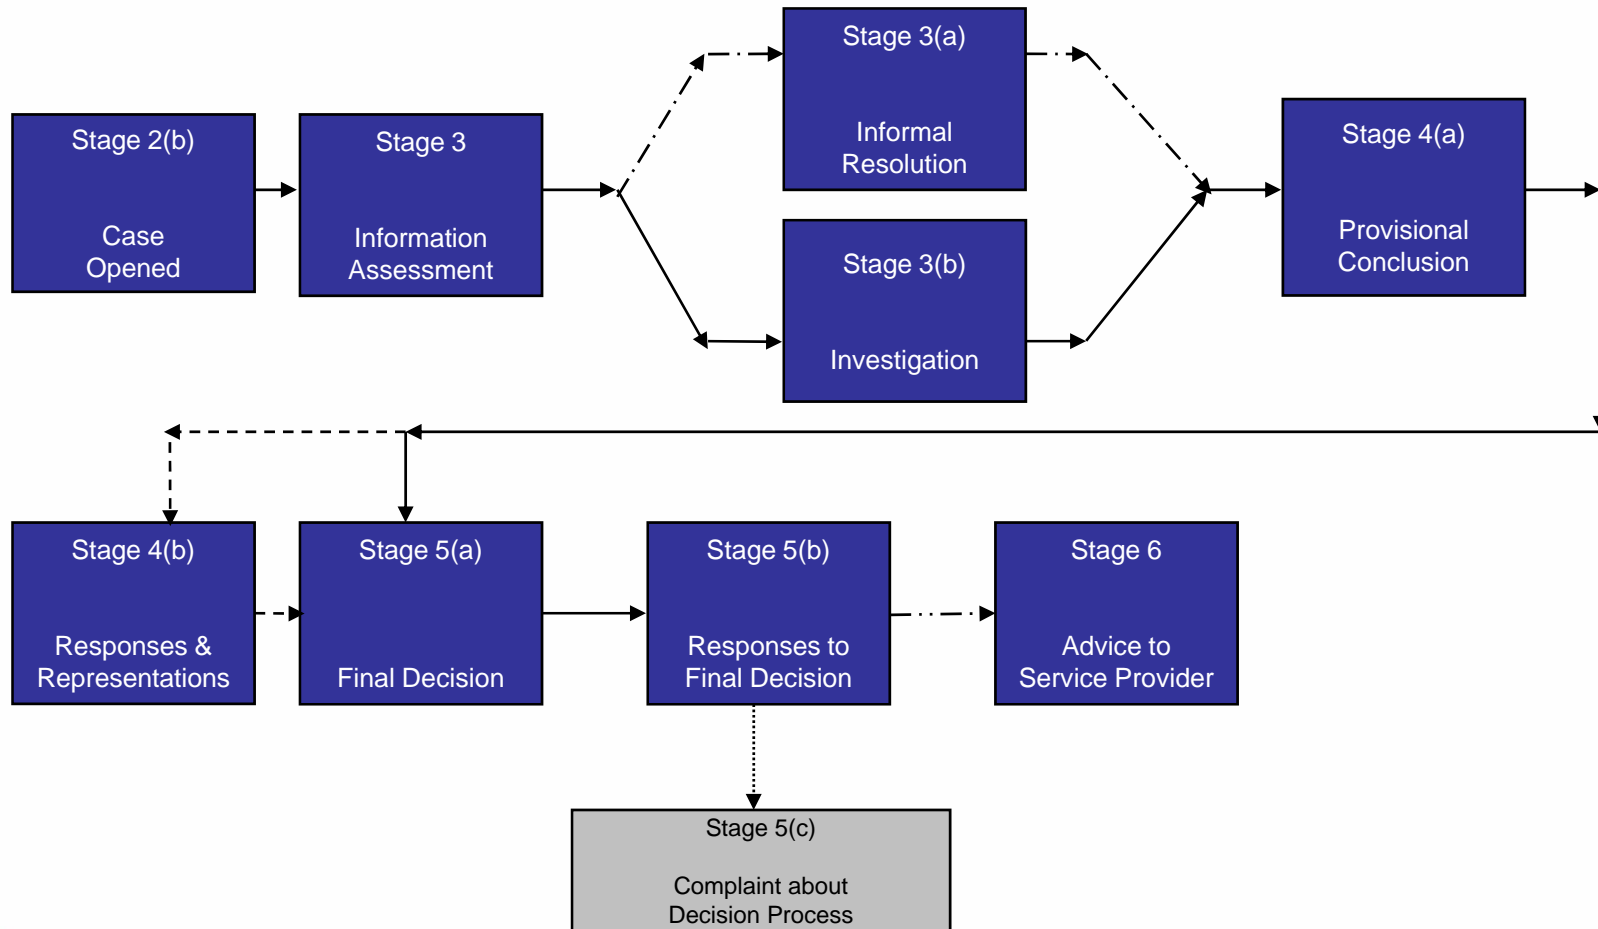 Stage 2(b)
Case
Opened
Stage 3
Information
Assessment
Stage 3(a)
Informal
Resolution
Stage 3(b)
Investigation
Stage 4(a)
Provisional
Conclusion
Stage 4(b)
Responses &
Representations
Stage 5(a)
Final Decision
Stage 5(b)
Responses to
Final Decision
Stage 6
Advice to
Service Provider
Stage 5(c)
Complaint about
Decision Process